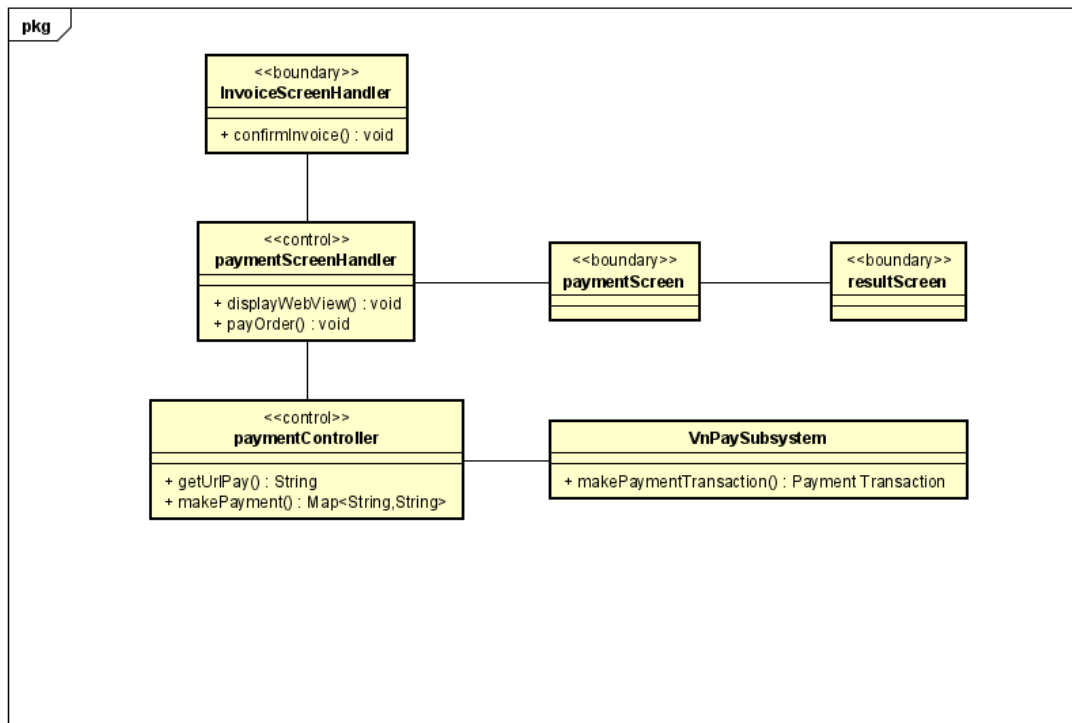 pkg
<<boundary>>
InvoiceScreenHandler
+ confirmInvoice() : void
<<control>>
paymentScreenHandler
+ displayWebView() : void
+ payOrder() : void
<<boundary>>
paymentScreen
<<boundary>>
resultScreen
<<control>>
paymentController
+ getUrlPay() : String
+ makePayment() : Map<String,String>
VnPaySubsystem
+ makePaymentTransaction() : Payment Transaction